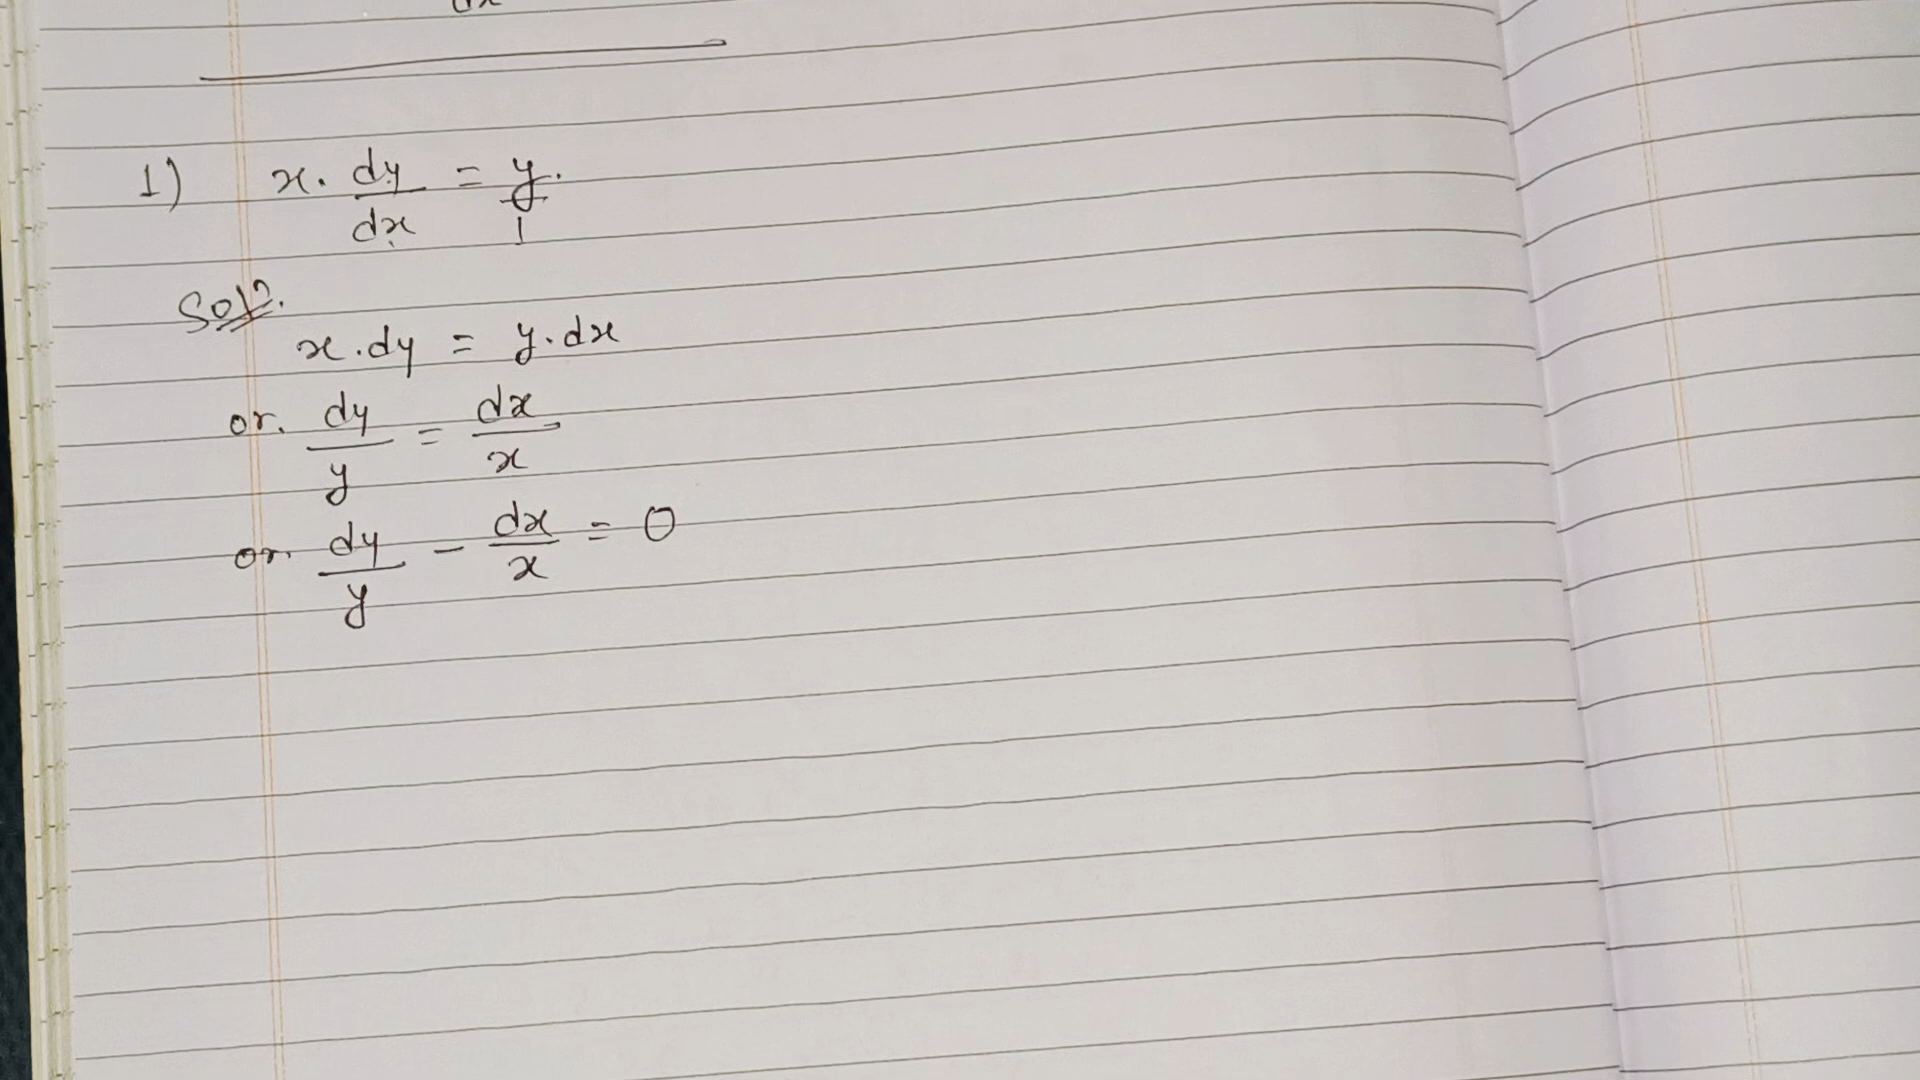 1) x. dy/dx = y/1.
Solⁿ.
x.dy = y.dx
or. dy/y = dx/x
or. dy/y - dx/x = 0